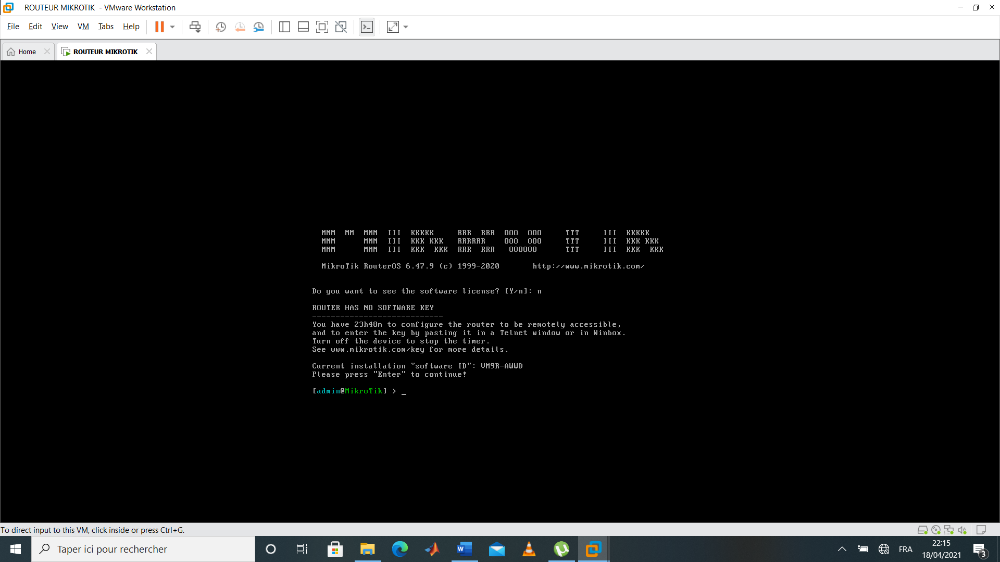 ROUTEUR MIKROTIK - VMware Workstation
File Edit View VM Tabs Help
Home ROUTEUR MIKROTIK
MMM  MM  MMM  III  KKKKK     RRR  RRR  OOO  OOO     TTT     III  KKKKK
MMM      MMM  III  KKK KKK   RRRRRR    OOO  OOO     TTT     III  KKK KKK
MMM      MMM  III  KKK  KKK  RRR  RRR   OOOOOO      TTT     III  KKK  KKK
MikroTik RouterOS 6.47.9 (c) 1999-2020       http://www.mikrotik.com/
Do you want to see the software license? [Y/n]: n
ROUTER HAS NO SOFTWARE KEY
----------------------------
You have 23h48m to configure the router to be remotely accessible,
and to enter the key by pasting it in a Telnet window or in Winbox.
Turn off the device to stop the timer.
See www.mikrotik.com/key for more details.
Current installation "software ID": VM9R-AWWD
Please press "Enter" to continue!
[admin@MikroTik] > _
To direct input to this VM, click inside or press Ctrl+G.
Taper ici pour rechercher
W
FRA
22:15
18/04/2021
3